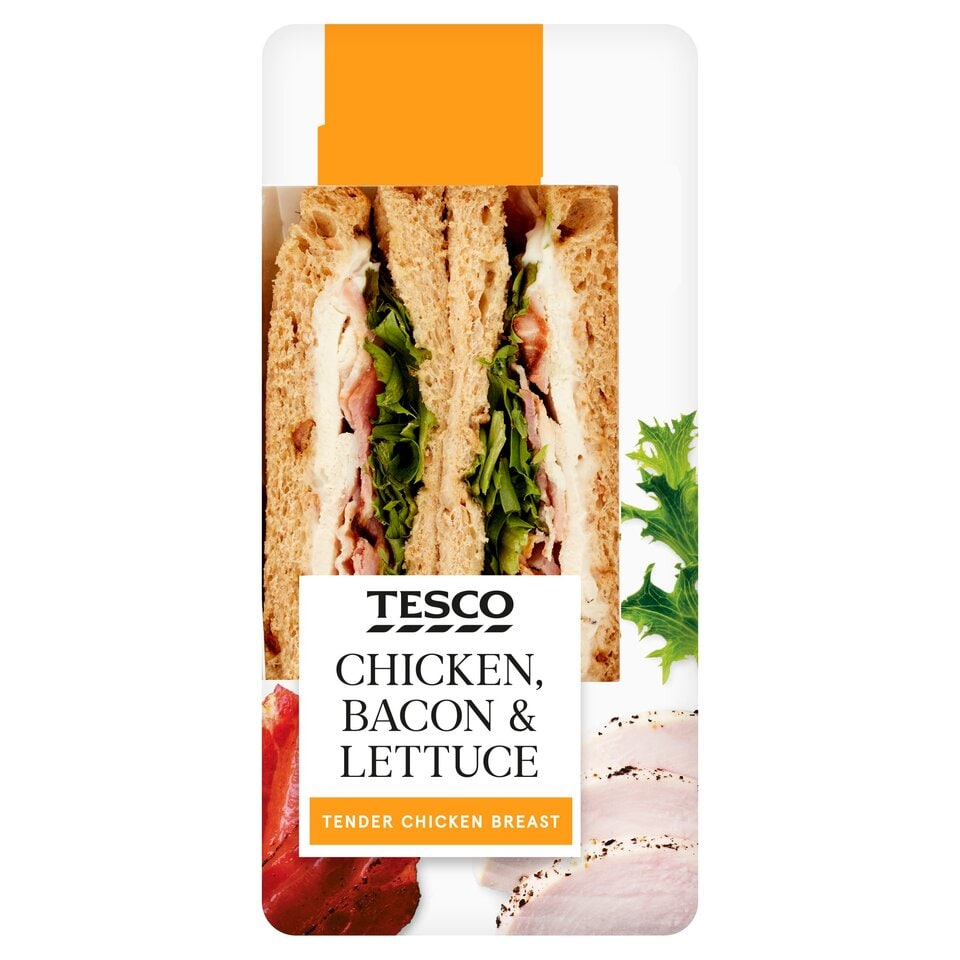 TESCO
CHICKEN,
BACON &
LETTUCE
TENDER CHICKEN BREAST